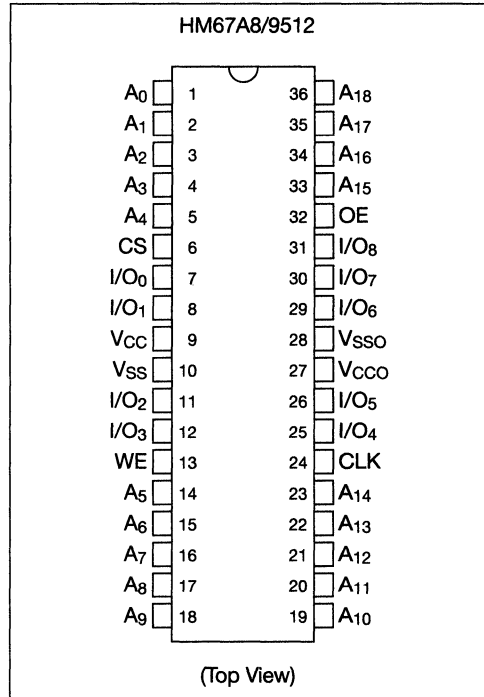 HM67A8/9512
A0 1 36 A18
A1 2 35 A17
A2 3 34 A16
A3 4 33 A15
A4 5 32 OE
CS 6 31 I/O8
I/O0 7 30 I/O7
I/O1 8 29 I/O6
VCC 9 28 VSSO
VSS 10 27 VCCO
I/O2 11 26 I/O5
I/O3 12 25 I/O4
WE 13 24 CLK
A5 14 23 A14
A6 15 22 A13
A7 16 21 A12
A8 17 20 A11
A9 18 19 A10
(Top View)